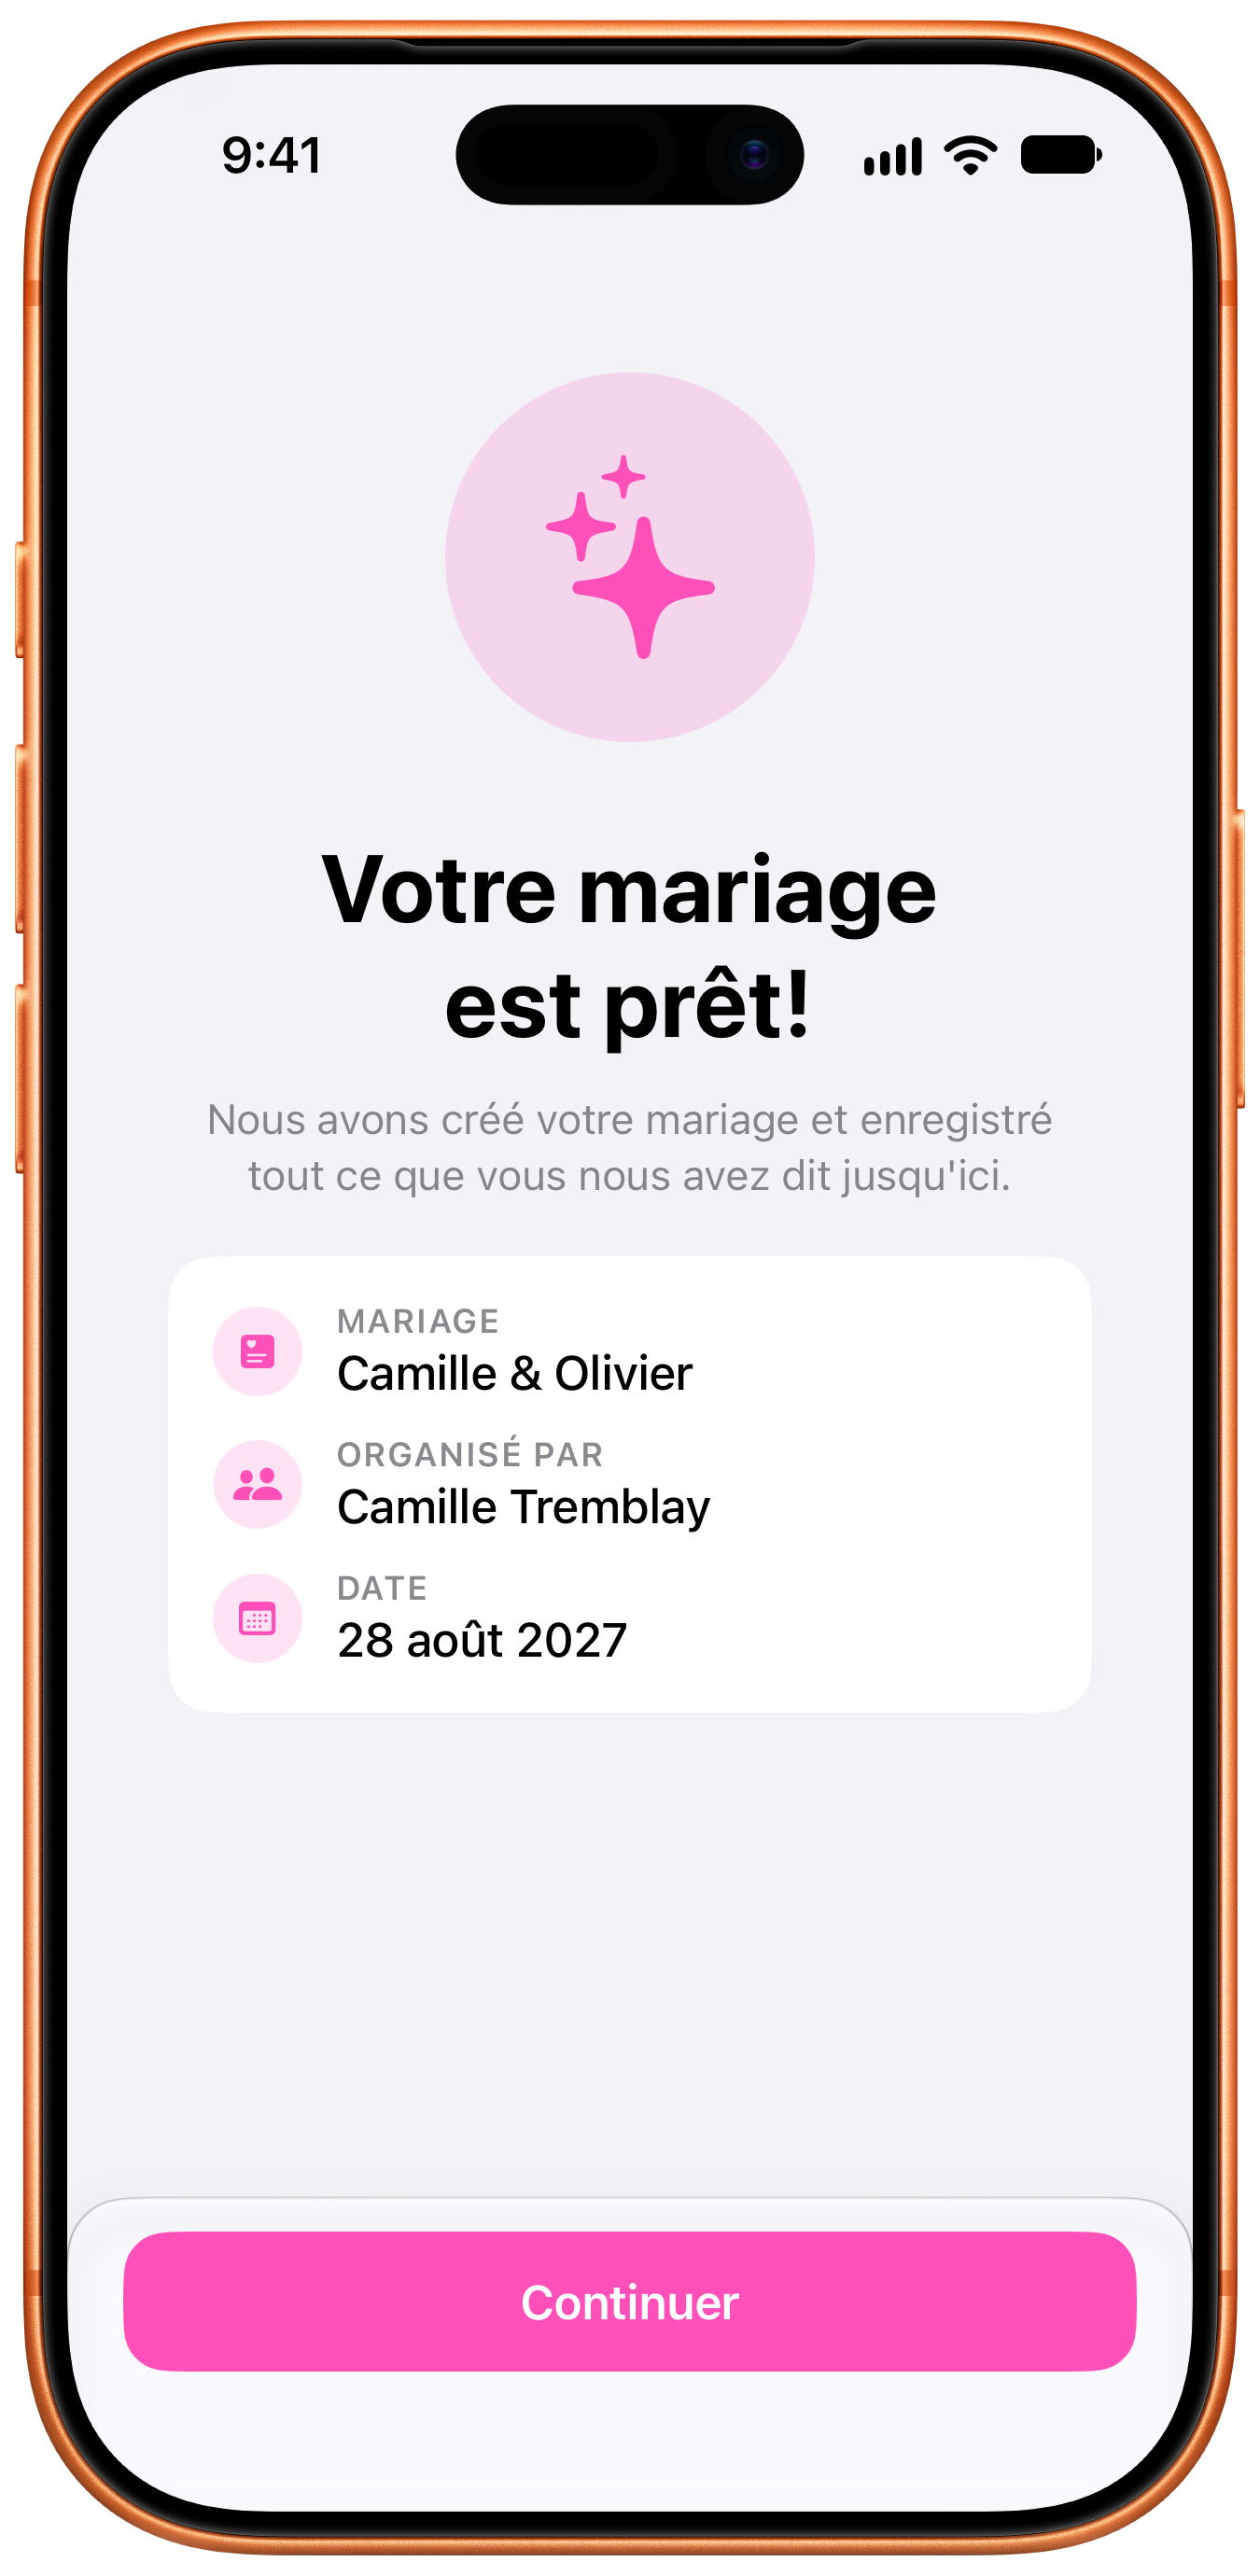 9:41
Votre mariage
est prêt!
Nous avons créé votre mariage et enregistré
tout ce que vous nous avez dit jusqu'ici.
MARIAGE
Camille & Olivier
ORGANISÉ PAR
Camille Tremblay
DATE
28 août 2027
Continuer